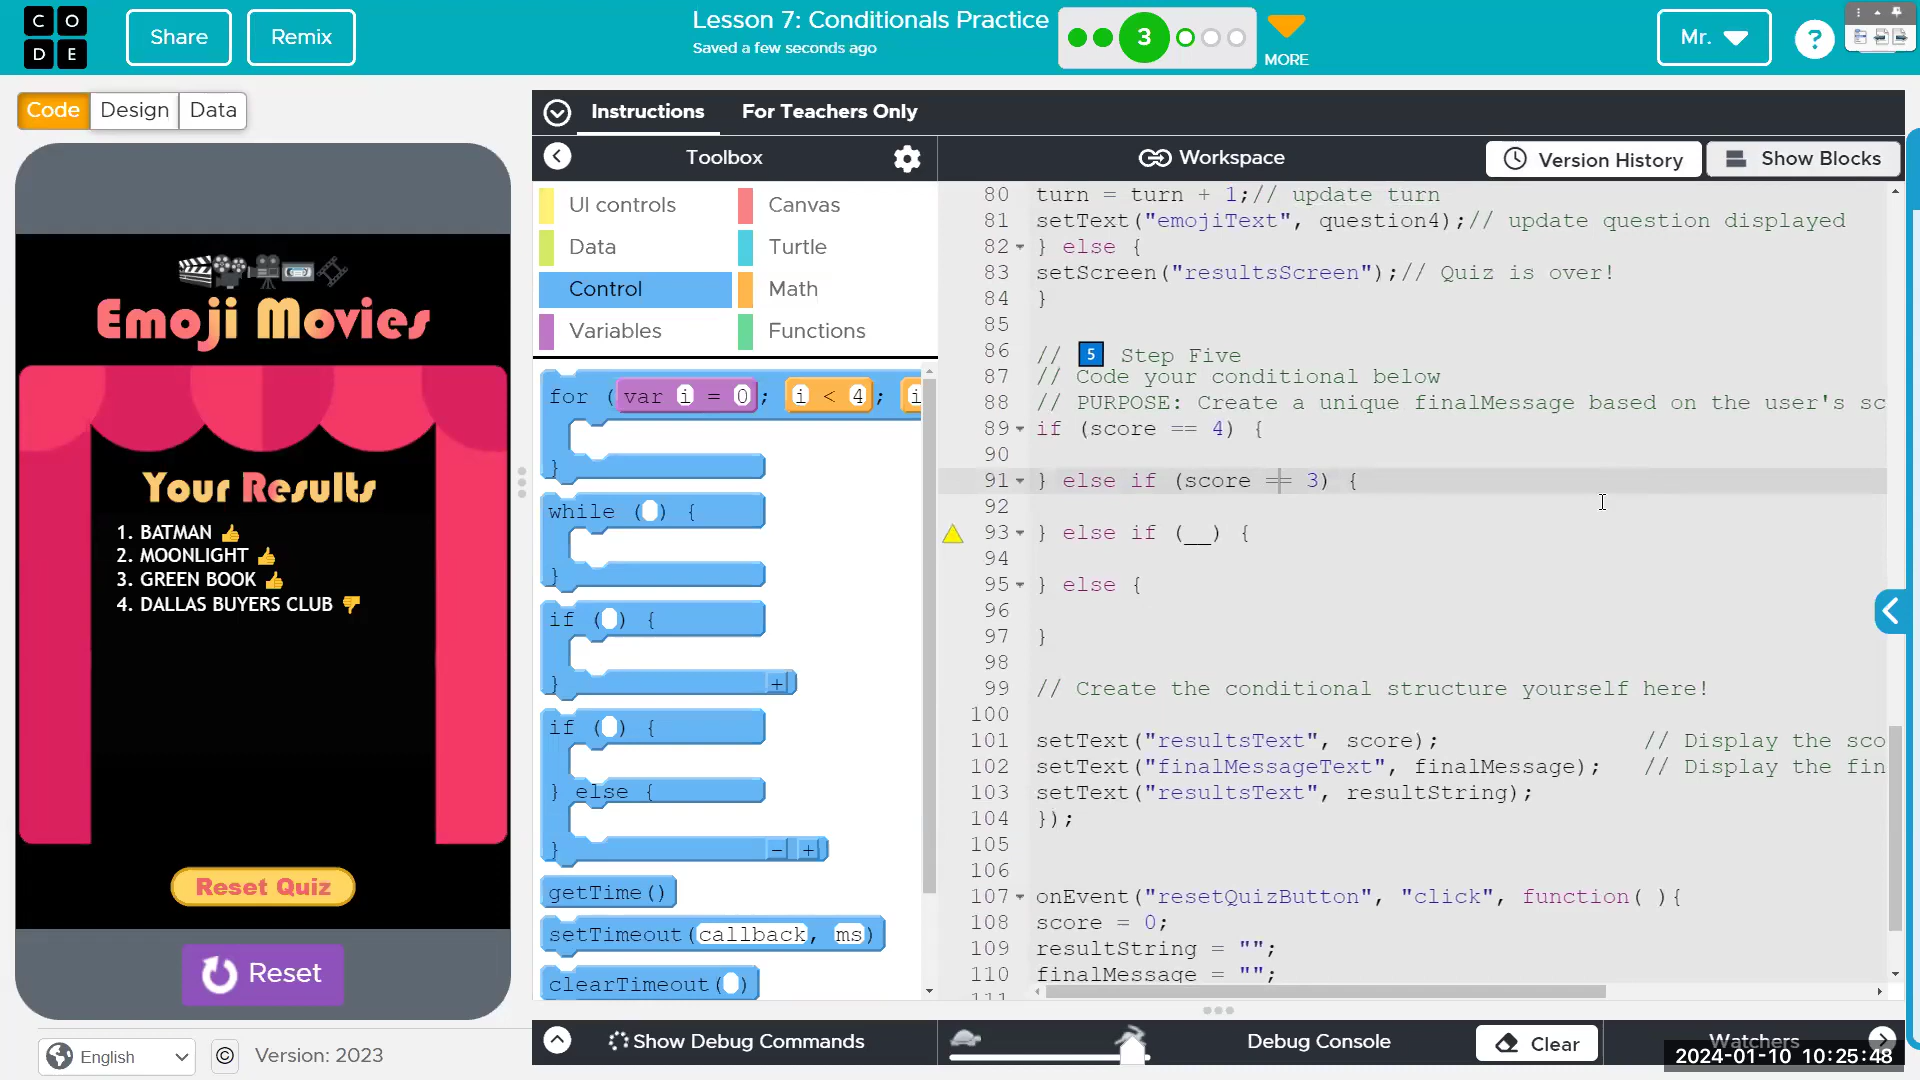 CODE
Share
Remix
Lesson 7: Conditionals Practice
Saved a few seconds ago
3
MORE
Mr.
?
Code
Design
Data
Instructions
For Teachers Only
Toolbox
Workspace
Version History
Show Blocks
UI controls
Canvas
Data
Turtle
Control
Math
Variables
Functions
for (var i = 0; i < 4; i
}
while () {
}
if () {
} +
if () {
} else {
} - +
getTime()
setTimeout(callback, ms)
clearTimeout()
80 turn = turn + 1;// update turn
81 setText("emojiText", question4);// update question displayed
82 } else {
83 setScreen("resultsScreen");// Quiz is over!
84 }
85
86 // 5 Step Five
87 // Code your conditional below
88 // PURPOSE: Create a unique finalMessage based on the user's sc
89 if (score == 4) {
90
91 } else if (score == 3) {
92
93 } else if (__) {
94
95 } else {
96
97 }
98
99 // Create the conditional structure yourself here!
100
101 setText("resultsText", score); // Display the sco
102 setText("finalMessageText", finalMessage); // Display the fin
103 setText("resultsText", resultString);
104 });
105
106
107 onEvent("resetQuizButton", "click", function( ){
108 score = 0;
109 resultString = "";
110 finalMessage = "";
111
Emoji Movies
Your Results
1. BATMAN 👍
2. MOONLIGHT 👍
3. GREEN BOOK 👍
4. DALLAS BUYERS CLUB 👎
Reset Quiz
Reset
English
©
Version: 2023
Show Debug Commands
Debug Console
Clear
Watchers
2024-01-10 10:25:48